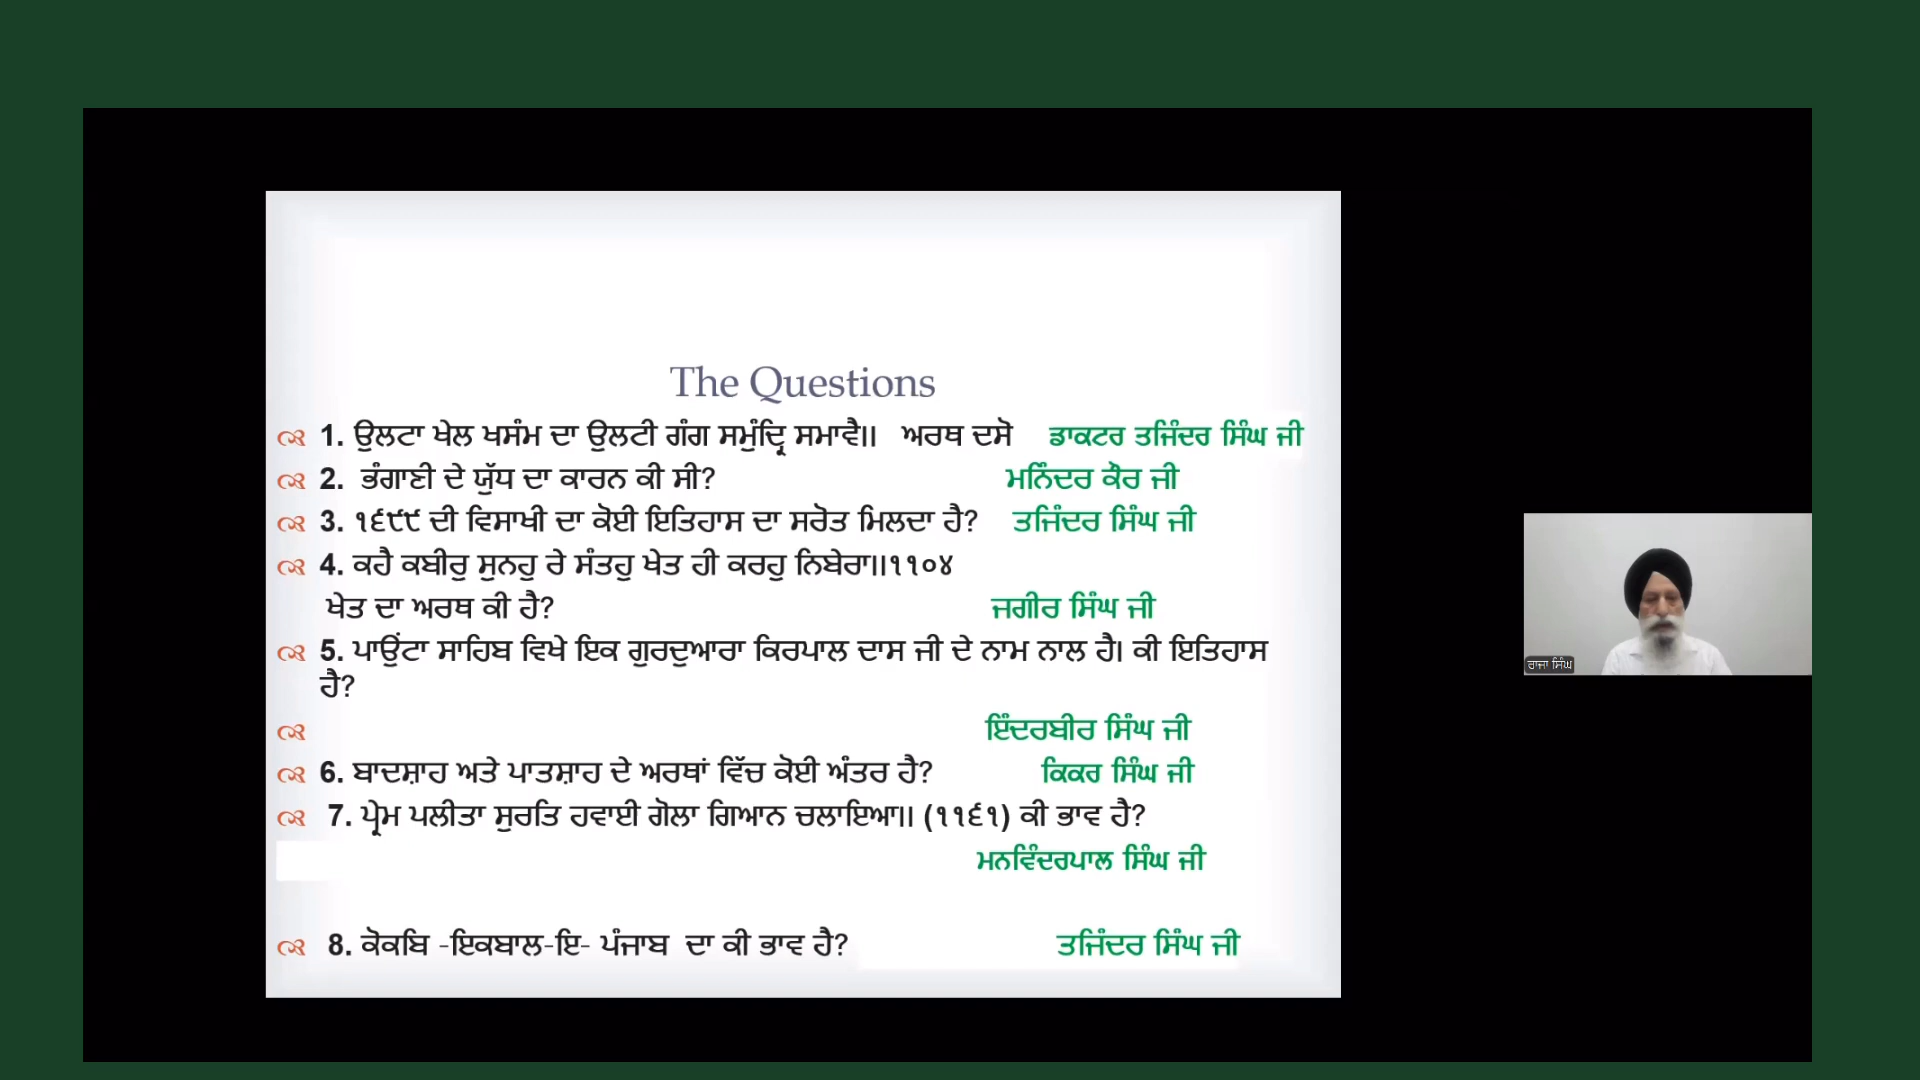 The Questions
1. ਉਲਟਾ ਖੇਲ ਖਸੰਮ ਦਾ ਉਲਟੀ ਗੰਗ ਸਮੁੰਦ੍ਰਿ ਸਮਾਵੈ॥ ਅਰਥ ਦਸੋ ਡਾਕਟਰ ਤਜਿੰਦਰ ਸਿੰਘ ਜੀ
2. ਭੰਗਾਣੀ ਦੇ ਯੁੱਧ ਦਾ ਕਾਰਨ ਕੀ ਸੀ? ਮਨਿੰਦਰ ਕੌਰ ਜੀ
3. ੧੬੯੯ ਦੀ ਵਿਸਾਖੀ ਦਾ ਕੋਈ ਇਤਿਹਾਸ ਦਾ ਸਰੋਤ ਮਿਲਦਾ ਹੈ? ਤਜਿੰਦਰ ਸਿੰਘ ਜੀ
4. ਕਹੈ ਕਬੀਰੁ ਸੁਨਹੁ ਰੇ ਸੰਤਹੁ ਖੇਤ ਹੀ ਕਰਹੁ ਨਿਬੇਰਾ॥੧੧੦੪
ਖੇਤ ਦਾ ਅਰਥ ਕੀ ਹੈ? ਜਗੀਰ ਸਿੰਘ ਜੀ
5. ਪਾਉਂਟਾ ਸਾਹਿਬ ਵਿਖੇ ਇਕ ਗੁਰਦੁਆਰਾ ਕਿਰਪਾਲ ਦਾਸ ਜੀ ਦੇ ਨਾਮ ਨਾਲ ਹੈ। ਕੀ ਇਤਿਹਾਸ
ਹੈ?
ਇੰਦਰਬੀਰ ਸਿੰਘ ਜੀ
6. ਬਾਦਸ਼ਾਹ ਅਤੇ ਪਾਤਸ਼ਾਹ ਦੇ ਅਰਥਾਂ ਵਿੱਚ ਕੋਈ ਅੰਤਰ ਹੈ? ਕਿਕਰ ਸਿੰਘ ਜੀ
7. ਪ੍ਰੇਮ ਪਲੀਤਾ ਸੁਰਤਿ ਹਵਾਈ ਗੋਲਾ ਗਿਆਨ ਚਲਾਇਆ॥ (੧੧੬੧) ਕੀ ਭਾਵ ਹੈ?
ਮਨਵਿੰਦਰਪਾਲ ਸਿੰਘ ਜੀ
8. ਕੋਕਬਿ -ਇਕਬਾਲ-ਇ- ਪੰਜਾਬ ਦਾ ਕੀ ਭਾਵ ਹੈ? ਤਜਿੰਦਰ ਸਿੰਘ ਜੀ
ਰਾਜਾ ਸਿੰਘ